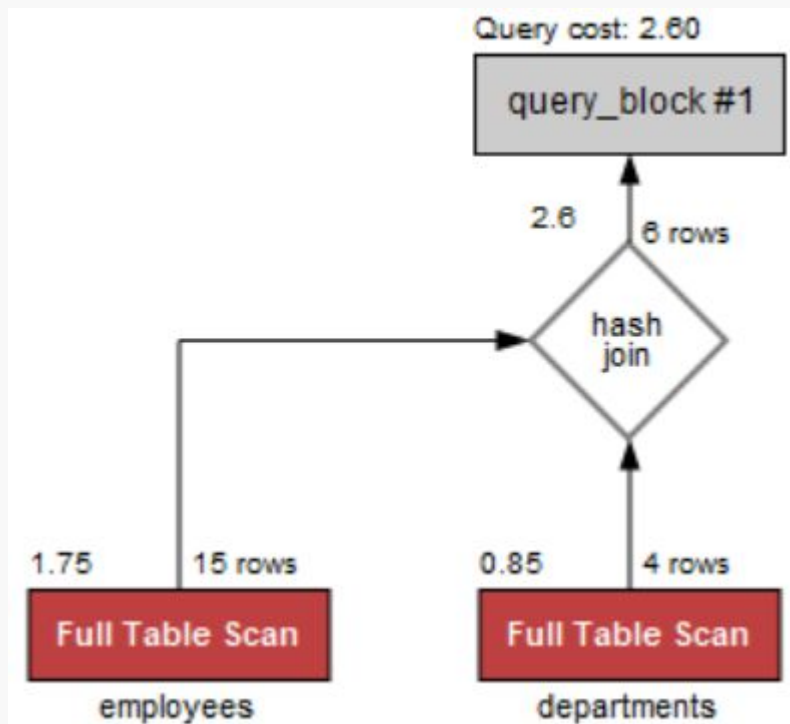 Query cost: 2.60
query_block #1
2.6
6 rows
hash
join
1.75
15 rows
0.85
4 rows
Full Table Scan
Full Table Scan
employees
departments